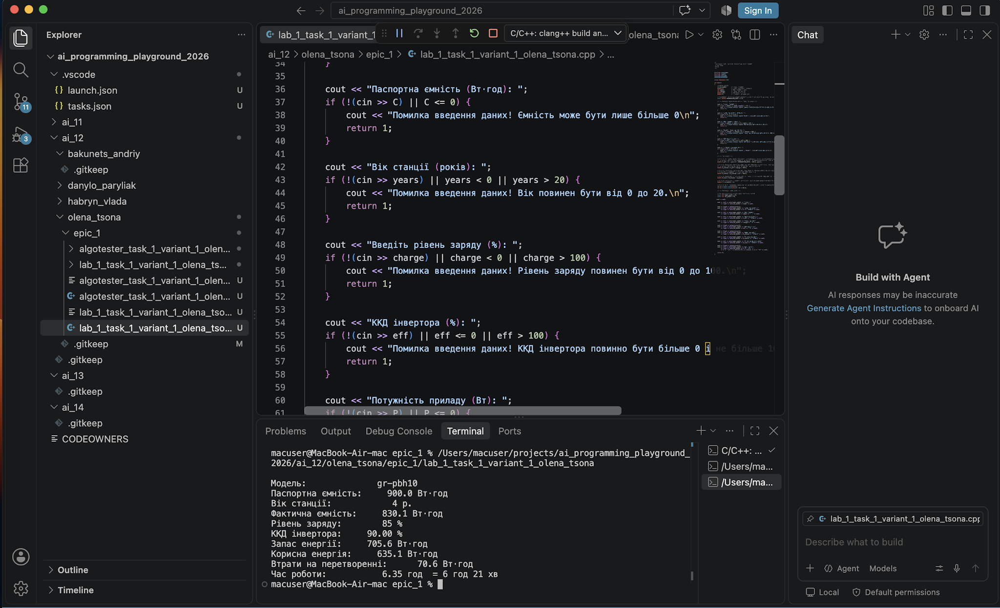 ai_programming_playground_2026
Sign In
Explorer
ai_programming_playground_2026
.vscode
{} launch.json U
{} tasks.json U
ai_11
ai_12
bakunets_andriy
.gitkeep
danylo_paryliak
habryn_vlada
olena_tsona
epic_1
algotester_task_1_variant_1_olen...
lab_1_task_1_variant_1_olena_ts...
algotester_task_1_variant_1_olen... U
algotester_task_1_variant_1_olen... U
lab_1_task_1_variant_1_olena_tso... U
lab_1_task_1_variant_1_olena_tso... U
.gitkeep M
.gitkeep
ai_13
.gitkeep
ai_14
.gitkeep
CODEOWNERS
Outline
Timeline
11
3
lab_1_task_1_variant_1
C/C++: clang++ build an...
olena_tsona
ai_12 > olena_tsona > epic_1 > lab_1_task_1_variant_1_olena_tsona.cpp > ...
34 }
35
36 cout << "Паспортна ємність (Вт·год): ";
37 if (!(cin >> C) || C <= 0) {
38 cout << "Помилка введення даних! Ємність може бути лише більше 0\n";
39 return 1;
40 }
41
42 cout << "Вік станції (років): ";
43 if (!(cin >> years) || years < 0 || years > 20) {
44 cout << "Помилка введення даних! Вік повинен бути від 0 до 20.\n";
45 return 1;
46 }
47
48 cout << "Введіть рівень заряду (%): ";
49 if (!(cin >> charge) || charge < 0 || charge > 100) {
50 cout << "Помилка введення даних! Рівень заряду повинен бути від 0 до 100.\n";
51 return 1;
52 }
53
54 cout << "ККД інвертора (%): ";
55 if (!(cin >> eff) || eff <= 0 || eff > 100) {
56 cout << "Помилка введення даних! ККД інвертора повинно бути більше 0 і не більше 10
57 return 1;
58 }
59
60 cout << "Потужність приладу (Вт): ";
61 if (!(cin >> P) || P <= 0) {
Problems Output Debug Console Terminal Ports
macuser@MacBook-Air-mac epic_1 % /Users/macuser/projects/ai_programming_playground_
2026/ai_12/olena_tsona/epic_1/lab_1_task_1_variant_1_olena_tsona
Модель: gr-pbh10
Паспортна ємність: 900.0 Вт·год
Вік станції: 4 р.
Фактична ємність: 830.1 Вт·год
Рівень заряду: 85 %
ККД інвертора: 90.00 %
Запас енергії: 705.6 Вт·год
Корисна енергія: 635.1 Вт·год
Втрати на перетворенні: 70.6 Вт·год
Час роботи: 6.35 год = 6 год 21 хв
macuser@MacBook-Air-mac epic_1 %
C/C++: ...
/Users/ma...
/Users/ma...
Chat
Build with Agent
AI responses may be inaccurate
Generate Agent Instructions to onboard AI
onto your codebase.
lab_1_task_1_variant_1_olena_tsona.cpp
Describe what to build
Agent Models
Local Default permissions